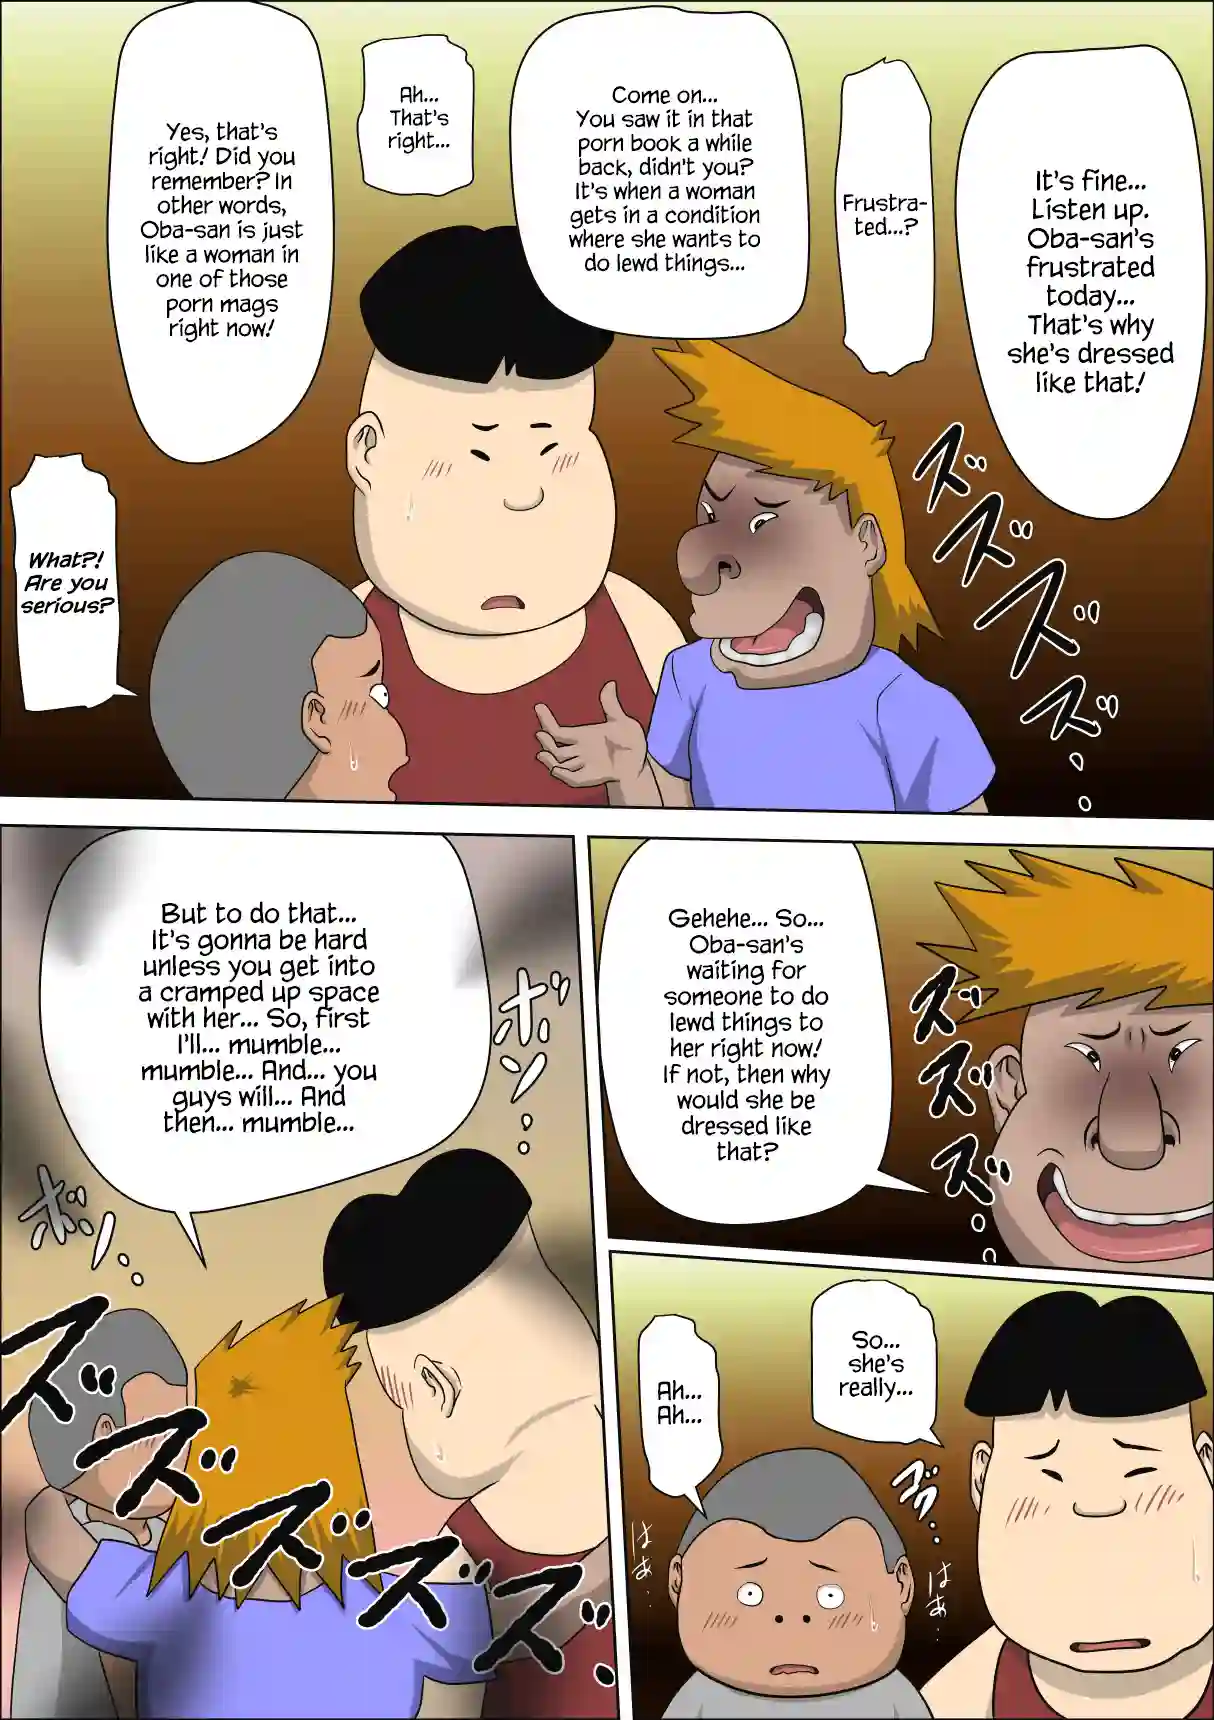 It's fine...
Listen up.
Oba-san's
frustrated
today...
That's why
she's dressed
like that!
Frustra-
ted...?
Come on...
You saw it in that
porn book a while
back, didn't you?
It's when a woman
gets in a condition
where she wants to
do lewd things...
Ah...
That's
right...
Yes, that's
right! Did you
remember? In
other words,
Oba-san is just
like a woman in
one of those
porn mags
right now!
What?!
Are you
serious?
ズズズズ...
Gehehe... So...
Oba-san's
waiting for
someone to do
lewd things to
her right now!
If not, then why
would she be
dressed like
that?
ズズズ...
So...
she's
really...
Ah...
Ah...
ゴク...
はぁ...
はぁ...
But to do that...
It's gonna be hard
unless you get into
a cramped up space
with her... So, first
I'll... mumble...
mumble... And... you
guys will... And
then... mumble...
ボソ...
ボソ...
ズズズズズ...